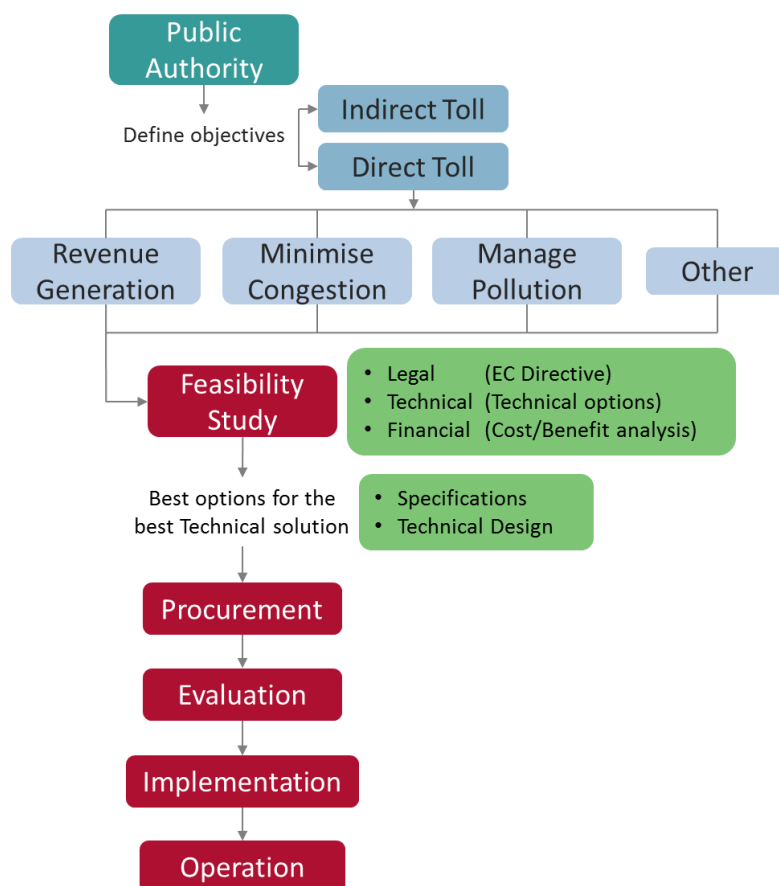 Public
Authority
Define objectives
Indirect Toll
Direct Toll
Revenue
Generation
Minimise
Congestion
Manage
Pollution
Other
Feasibility
Study
• Legal (EC Directive)
• Technical (Technical options)
• Financial (Cost/Benefit analysis)
Best options for the
best Technical solution
• Specifications
• Technical Design
Procurement
Evaluation
Implementation
Operation